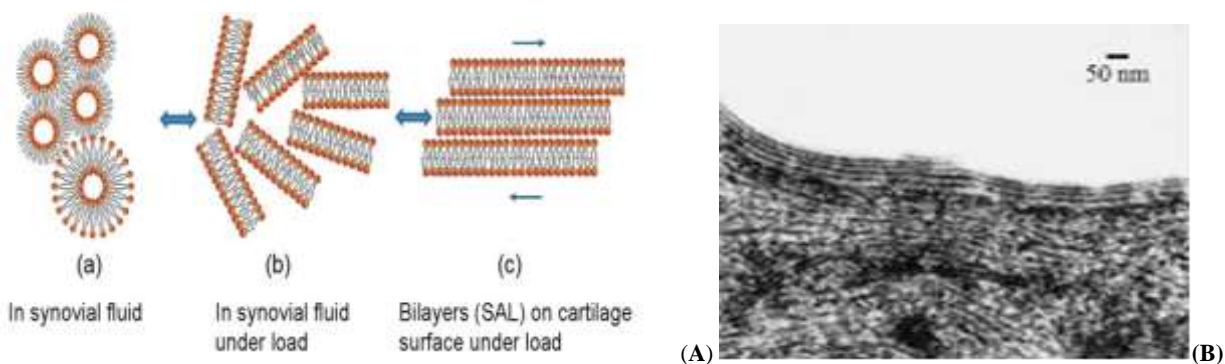 50 nm
(a)
(b)
(c)
In synovial fluid
In synovial fluid
under load
Bilayers (SAL) on cartilage
surface under load
(A)
(B)